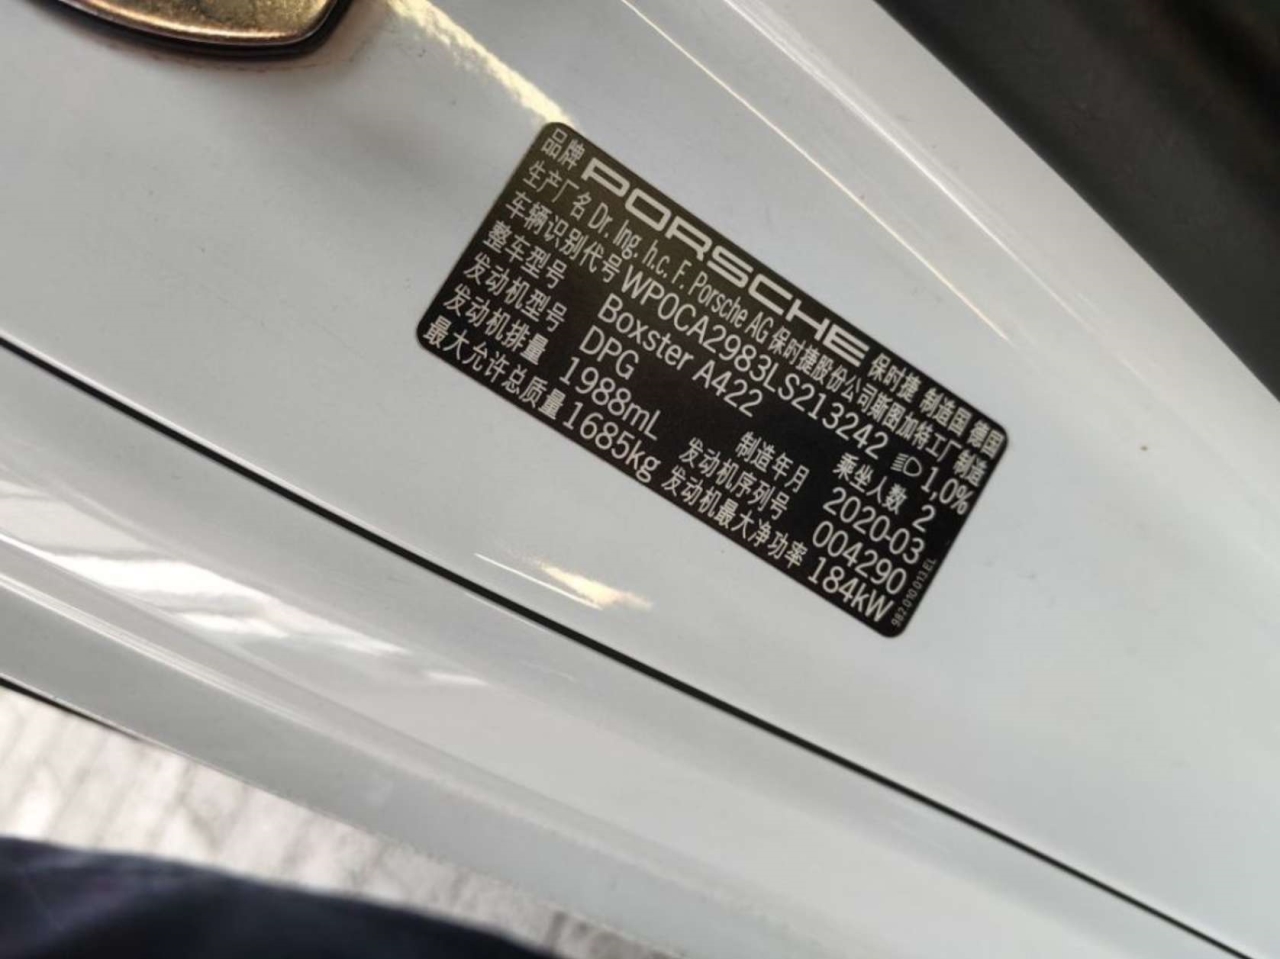 品牌 PORSCHE 保时捷 制造国 德国
生产厂名 Dr. Ing. h.c. F. Porsche AG 保时捷股份公司斯图加特工厂制造
车辆识别代号 WP0CA2983LS213242 1,0%
整车型号 Boxster A422 乘坐人数 2
发动机型号 DPG 制造年月 2020-03
发动机排量 1988mL 发动机序列号 004290
最大允许总质量 1685kg 发动机最大净功率 184kW
982.010.013.EL